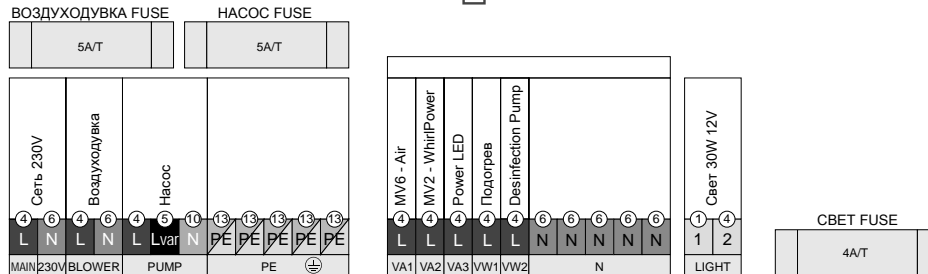 ВОЗДУХОДУВКА FUSE
НАСОС FUSE
5A/T
5A/T
Сеть 230V
Воздуходувка
Насос
4 6 4 6 4 5 10 13 13 13 13 13
L N L N L Lvar N PE PE PE PE PE
MAIN 230V BLOWER PUMP PE
MV6 - Air
MV2 - WhirlPower
Power LED
Подогрев
Desinfection Pump
4 4 4 4 4 6 6 6 6 6
L L L L L N N N N N
VA1 VA2 VA3 VW1 VW2 N
Свет 30W 12V
1 4
1 2
LIGHT
СВЕТ FUSE
4A/T